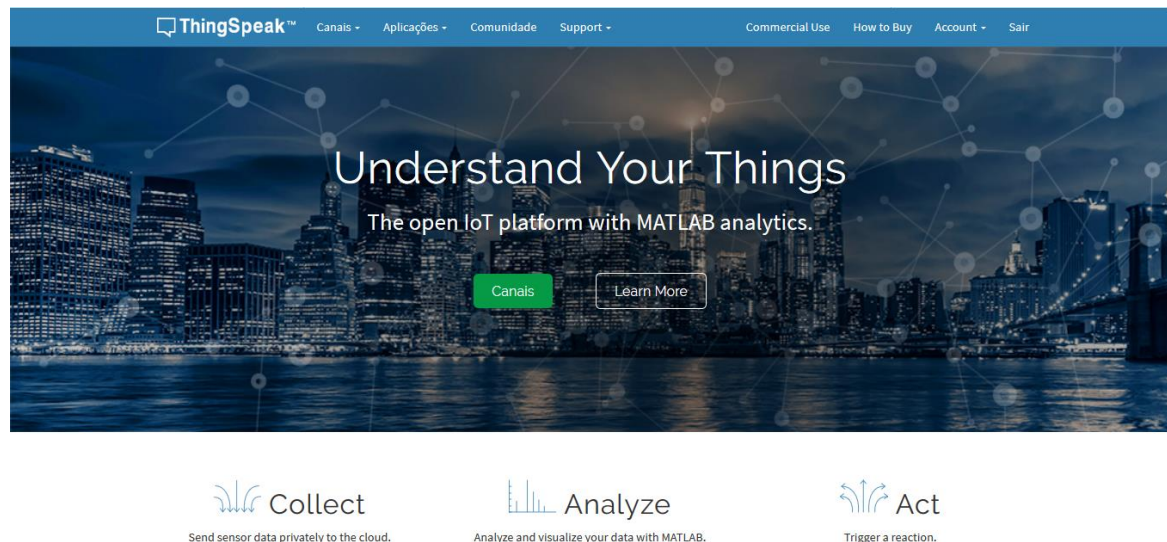 ThingSpeak™ Canais Aplicações Comunidade Support Commercial Use How to Buy Account Sair
Understand Your Things
The open IoT platform with MATLAB analytics.
Canais Learn More
Collect Analyze Act
Send sensor data privately to the cloud. Analyze and visualize your data with MATLAB. Trigger a reaction.